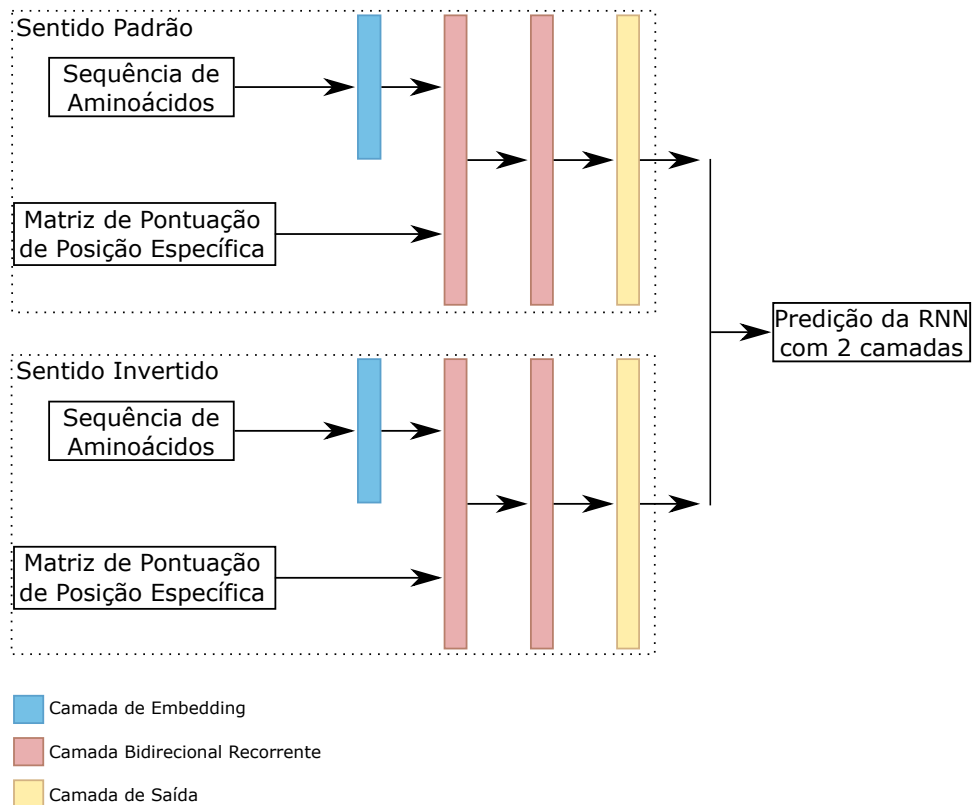 Sentido Padrão
Sequência de
Aminoácidos
Matriz de Pontuação
de Posição Específica
Predição da RNN
com 2 camadas
Sentido Invertido
Sequência de
Aminoácidos
Matriz de Pontuação
de Posição Específica
Camada de Embedding
Camada Bidirecional Recorrente
Camada de Saída